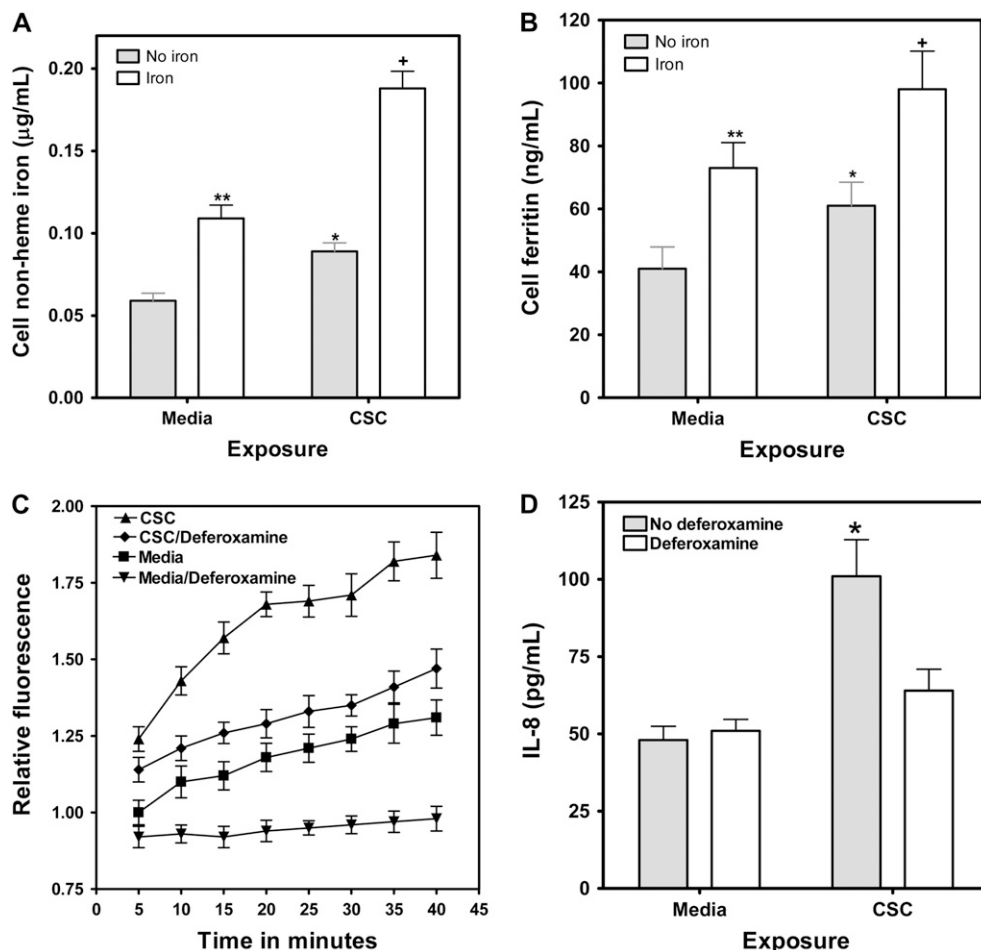 A
No iron
Iron
+
**
*
0.20
0.15
0.10
0.05
0.00
Cell non-heme iron (μg/mL)
Media
CSC
Exposure
B
No iron
Iron
+
**
*
120
100
80
60
40
20
0
Cell ferritin (ng/mL)
Media
CSC
Exposure
C
CSC
CSC/Deferoxamine
Media
Media/Deferoxamine
2.00
1.75
1.50
1.25
1.00
0.75
Relative fluorescence
0 5 10 15 20 25 30 35 40 45
Time in minutes
D
No deferoxamine
Deferoxamine
*
125
100
75
50
25
0
IL-8 (pg/mL)
Media
CSC
Exposure